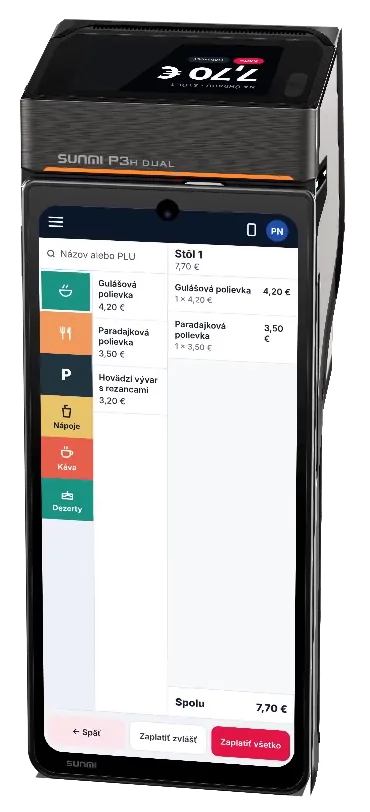 7,70 €
SUNMI P3H DUAL
PN
Názov alebo PLU
Stôl 1
7,70 €
Gulášová
polievka
4,20 €
Paradajková
polievka
3,50 €
Hovädzí vývar
s rezancami
3,20 €
P
Nápoje
Káva
Dezerty
Gulášová polievka
4,20 €
1 × 4,20 €
Paradajková
polievka
3,50
€
1 × 3,50 €
Spolu
7,70 €
← Späť
Zaplatiť zvlášť
Zaplatiť všetko
SUNMI